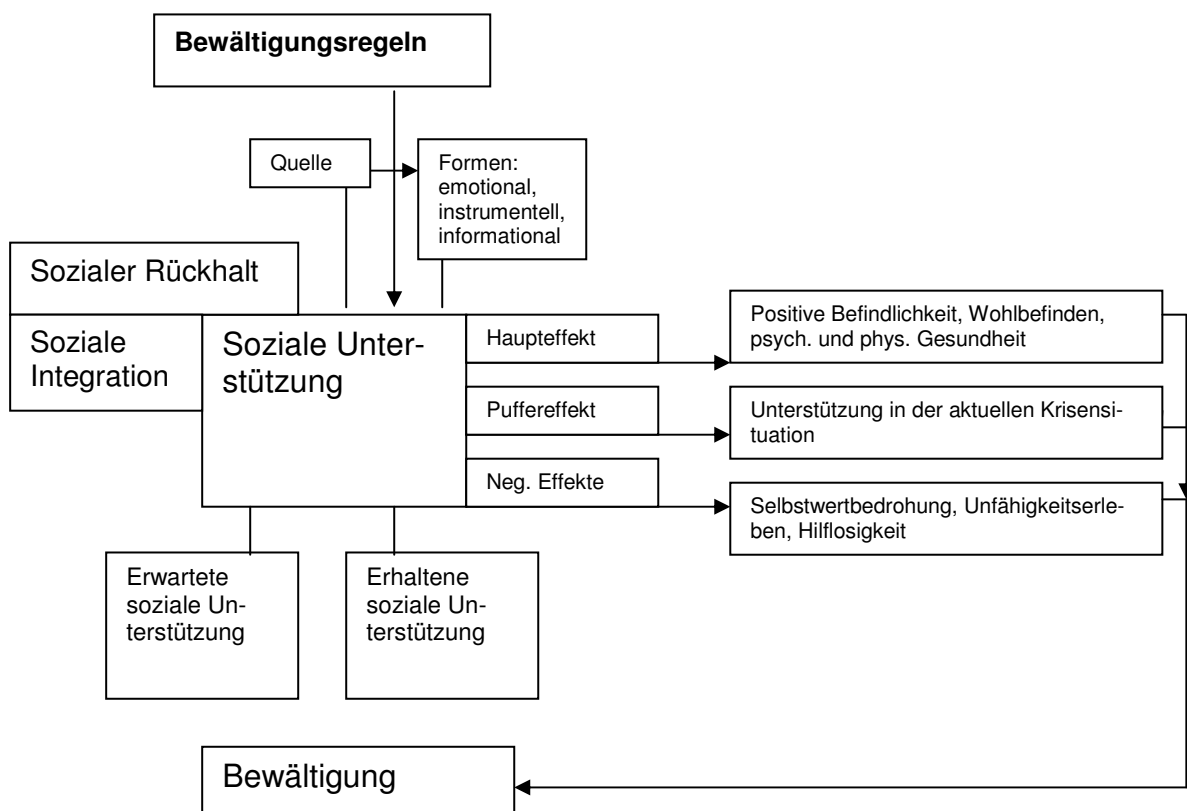 Bewältigungsregeln
Quelle
Formen:
emotional,
instrumentell,
informational
Sozialer Rückhalt
Soziale
Integration
Soziale Unter-
stützung
Haupteffekt
Positive Befindlichkeit, Wohlbefinden,
psych. und phys. Gesundheit
Puffereffekt
Unterstützung in der aktuellen Krisensi-
tuation
Neg. Effekte
Selbstwertbedrohung, Unfähigkeitserle-
ben, Hilflosigkeit
Erwartete
soziale Un-
terstützung
Erhaltene
soziale Un-
terstützung
Bewältigung